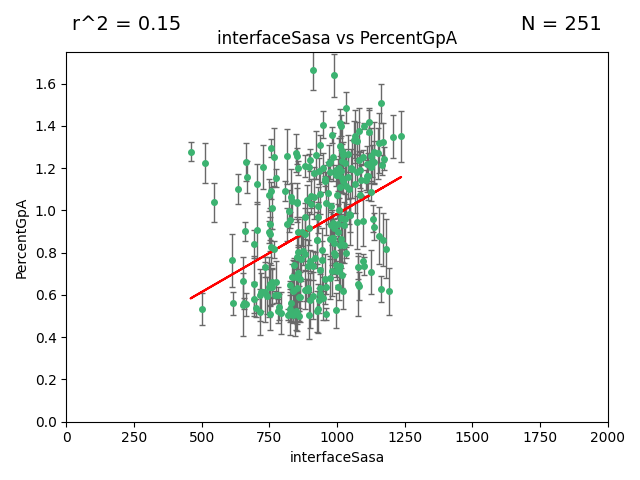 r^2 = 0.15
N = 251
interfaceSasa vs PercentGpA
PercentGpA
1.6
1.4
1.2
1.0
0.8
0.6
0.4
0.2
0.0
0 250 500 750 1000 1250 1500 1750 2000
interfaceSasa